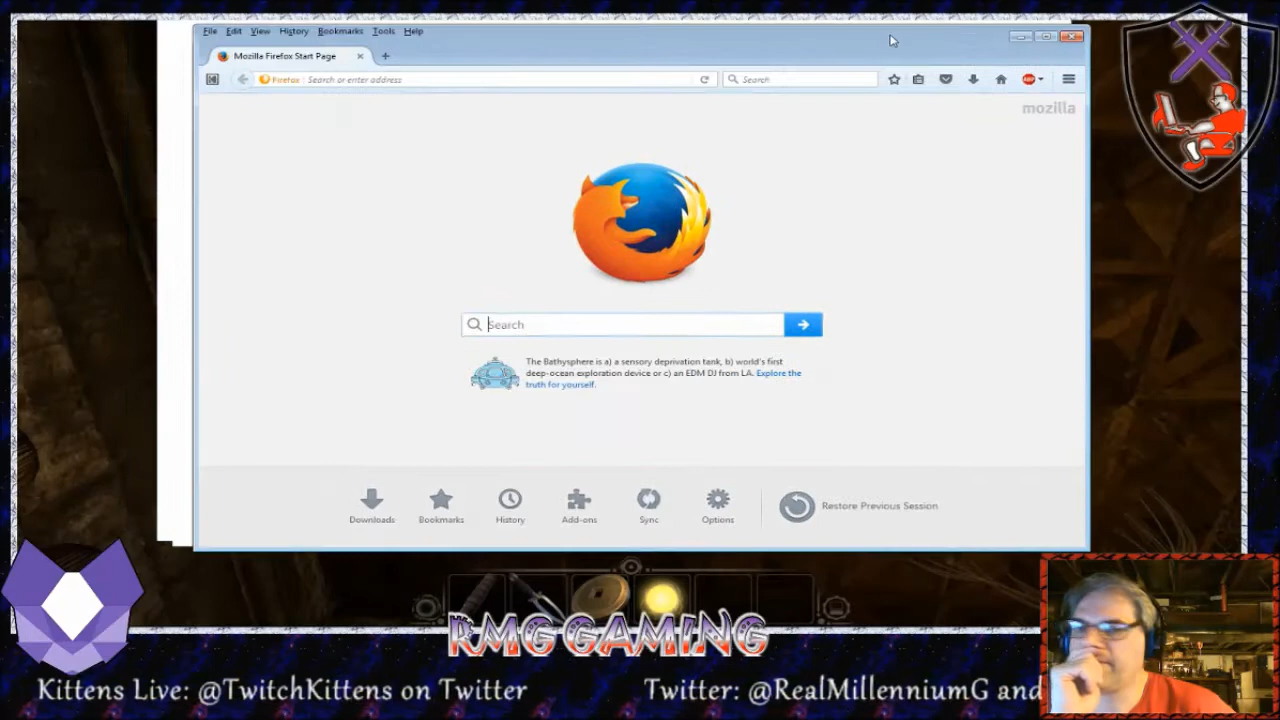 File Edit View History Bookmarks Tools Help
Mozilla Firefox Start Page
Firefox Search or enter address
Search
ABP
mozilla
Search
The Bathysphere is a) a sensory deprivation tank, b) world's first
deep-ocean exploration device or c) an EDM DJ from LA. Explore the
truth for yourself.
Downloads Bookmarks History Add-ons Sync Options Restore Previous Session
RMG GAMING
Kittens Live: @TwitchKittens on Twitter Twitter: @RealMillenniumG and